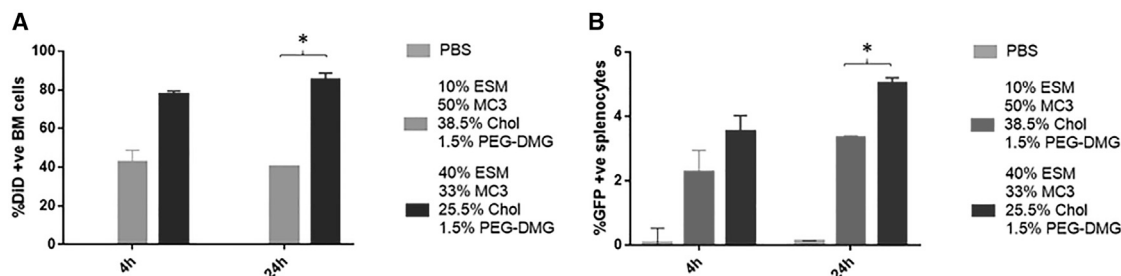 A
%DiD +ve BM cells
100
80
60
40
20
0
4h
24h
*
PBS
10% ESM
50% MC3
38.5% Chol
1.5% PEG-DMG
40% ESM
33% MC3
25.5% Chol
1.5% PEG-DMG
B
%GFP +ve splenocytes
6
4
2
0
4h
24h
*
PBS
10% ESM
50% MC3
38.5% Chol
1.5% PEG-DMG
40% ESM
33% MC3
25.5% Chol
1.5% PEG-DMG